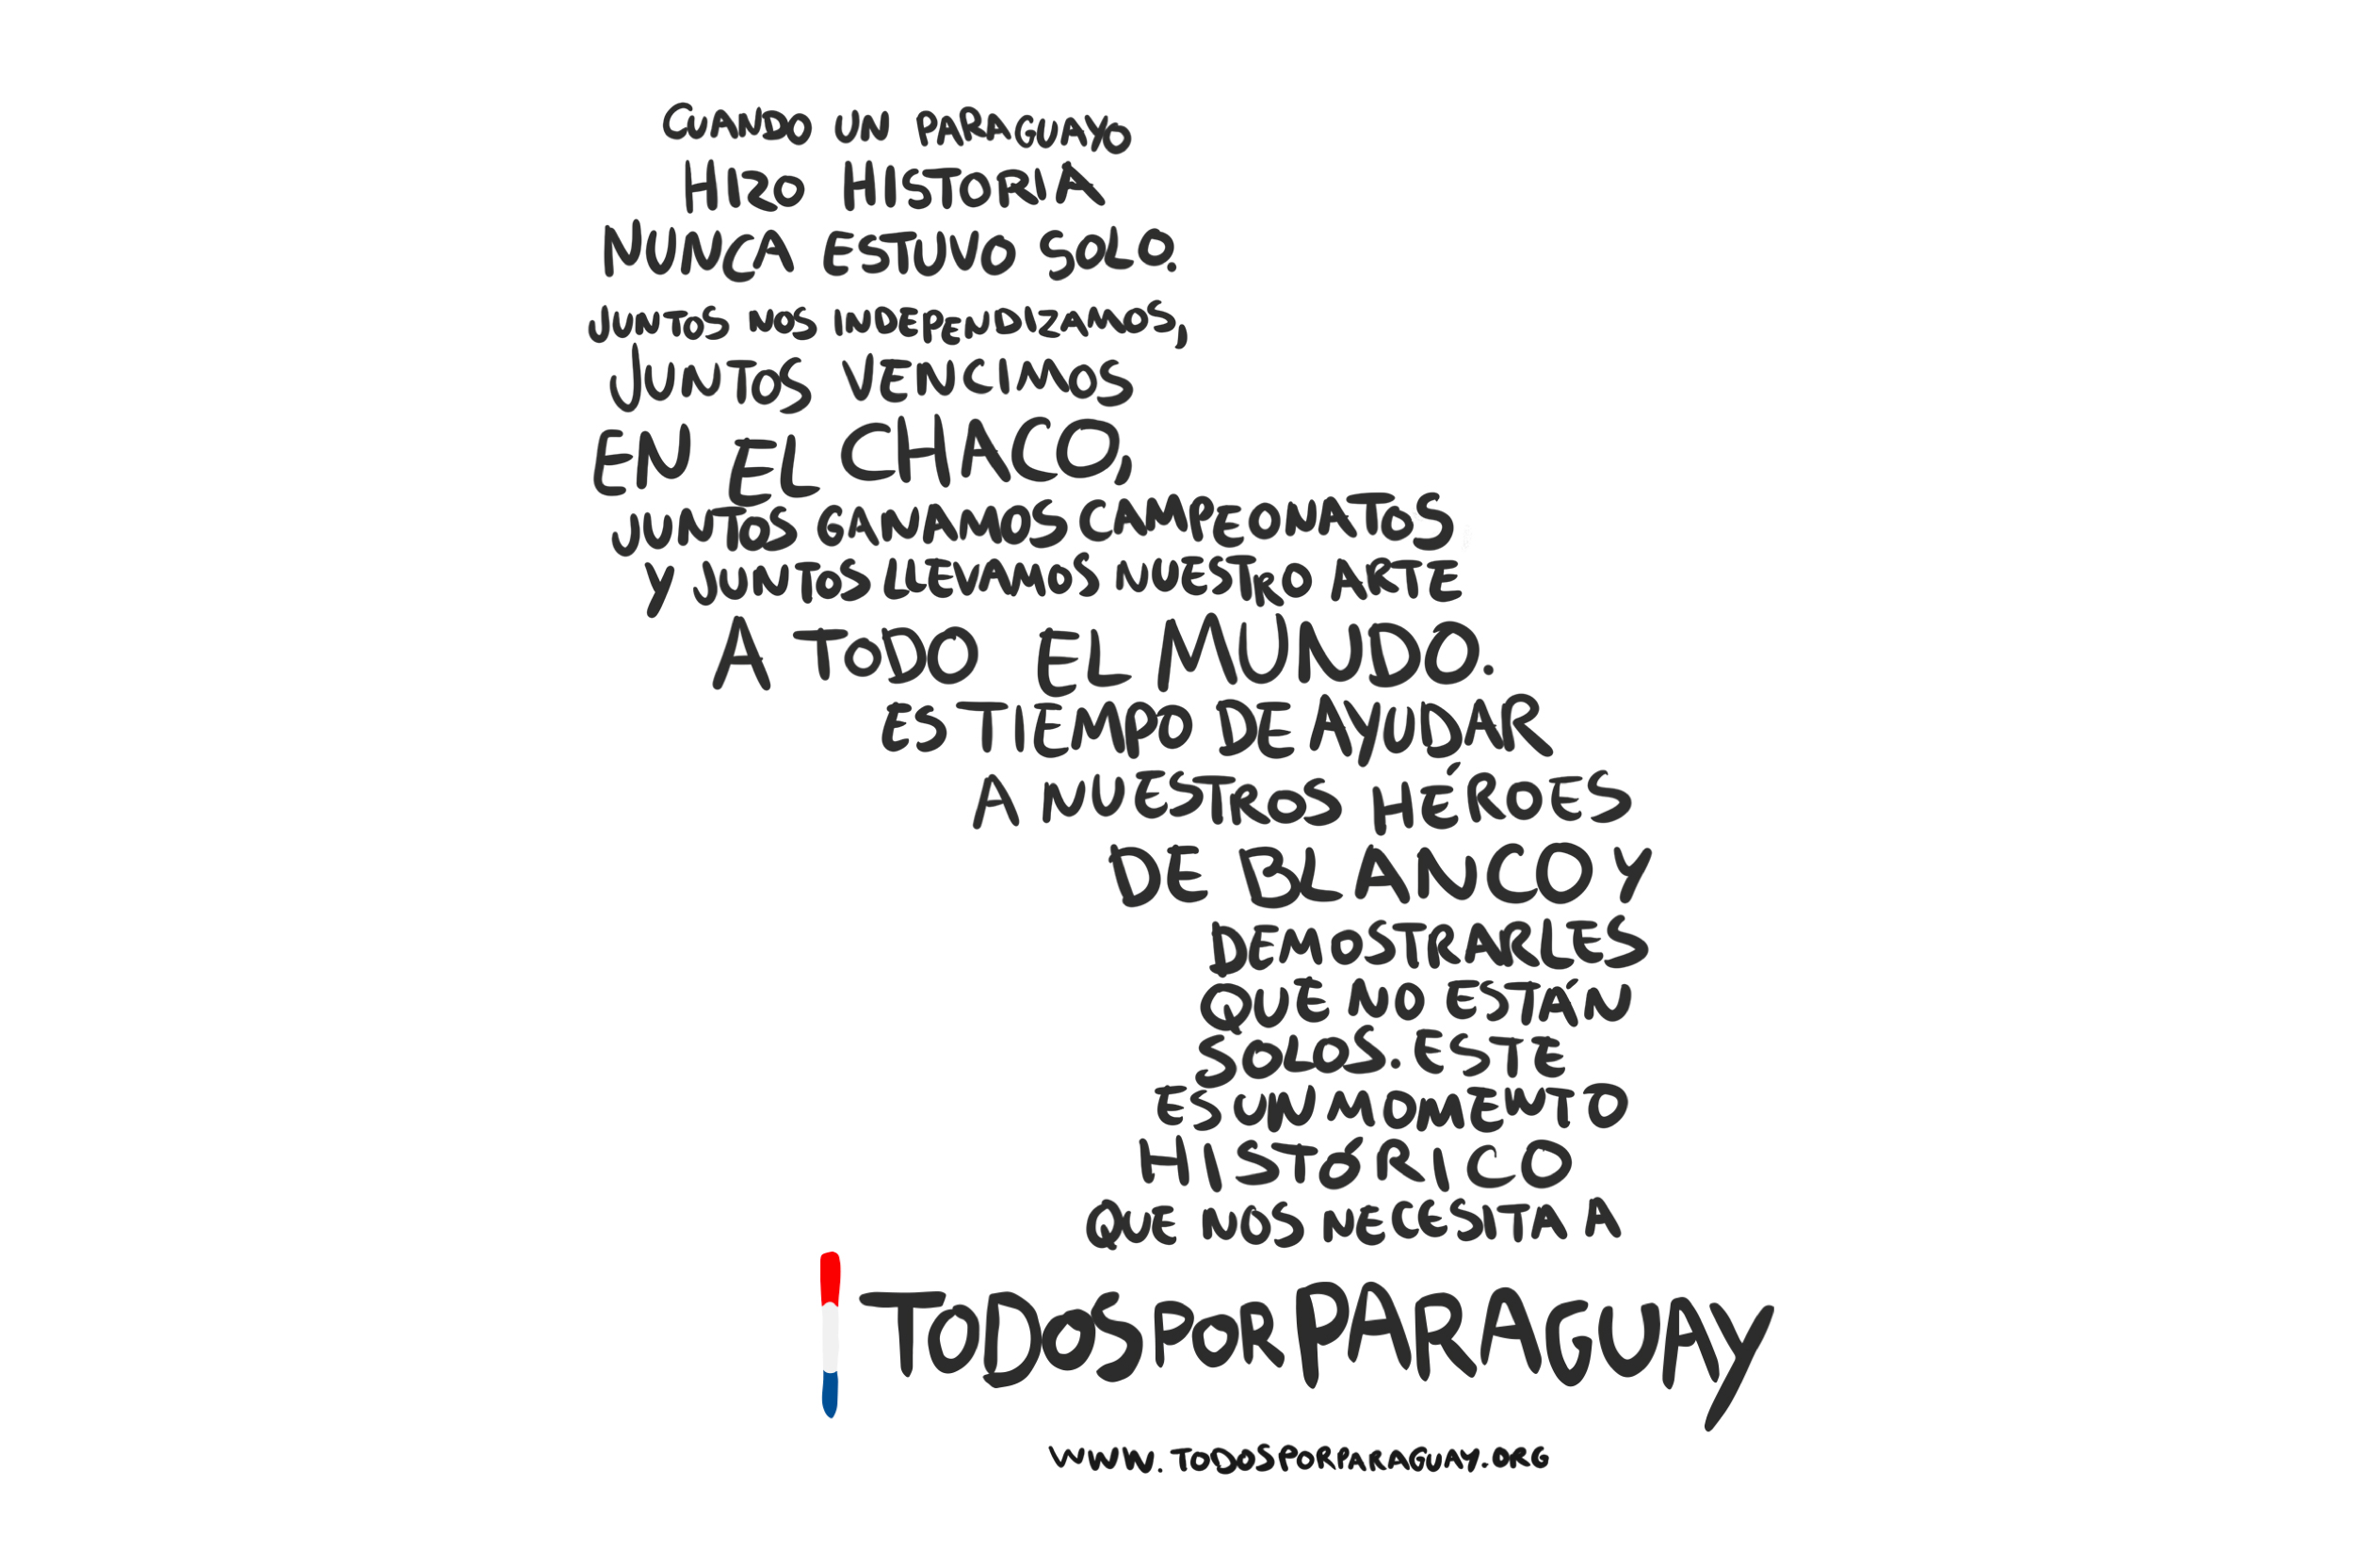 CUANDO UN PARAGUAYO
HIZO HISTORIA
NUNCA ESTUVO SOLO.
JUNTOS NOS INDEPENDIZAMOS,
JUNTOS VENCIMOS
EN EL CHACO,
JUNTOS GANAMOS CAMPEONATOS
Y JUNTOS LLEVAMOS NUESTRO ARTE
A TODO EL MUNDO.
ES TIEMPO DE AYUDAR
A NUESTROS HÉROES
DE BLANCO Y
DEMOSTRARLES
QUE NO ESTÁN
SOLOS. ESTE
ES UN MOMENTO
HISTÓRICO
QUE NOS NECESITA A
TODOS POR PARAGUAY
WWW.TODOSPORPARAGUAY.ORG